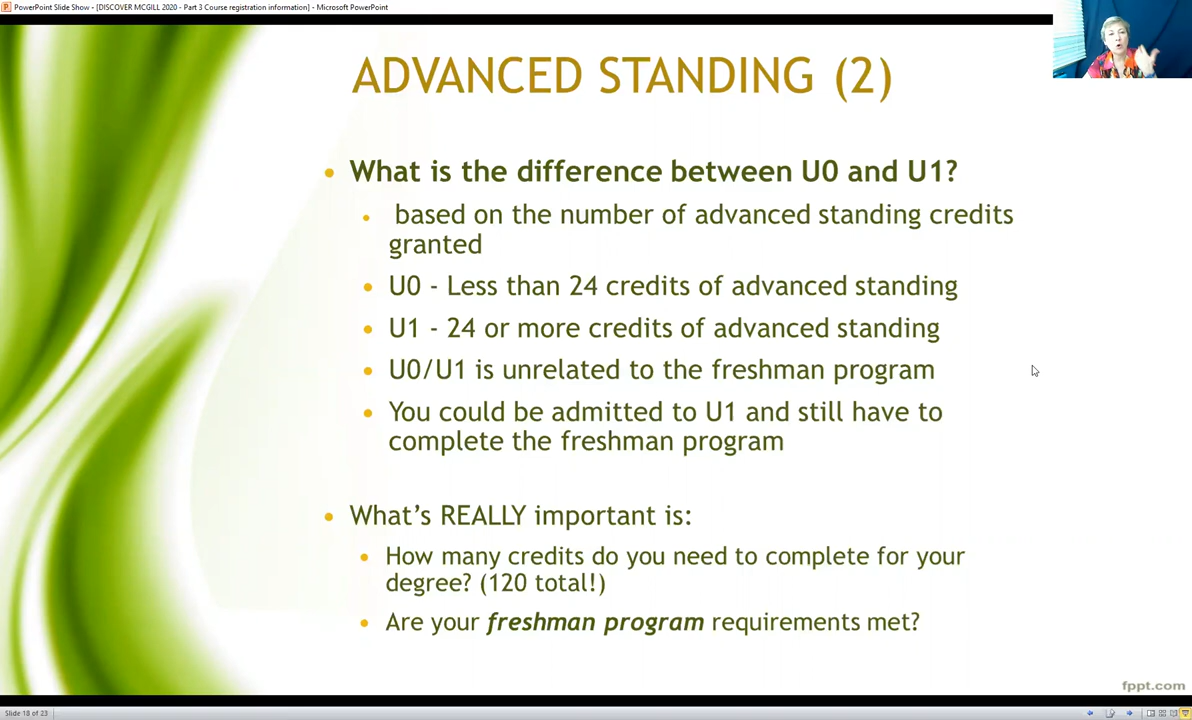 PowerPoint Slide Show - [DISCOVER MCGILL 2020 - Part 3 Course registration information] - Microsoft PowerPoint
ADVANCED STANDING (2)
• What is the difference between U0 and U1?
• based on the number of advanced standing credits
granted
• U0 - Less than 24 credits of advanced standing
• U1 - 24 or more credits of advanced standing
• U0/U1 is unrelated to the freshman program
• You could be admitted to U1 and still have to
complete the freshman program
• What's REALLY important is:
• How many credits do you need to complete for your
degree? (120 total!)
• Are your freshman program requirements met?
fppt.com
Slide 18 of 23